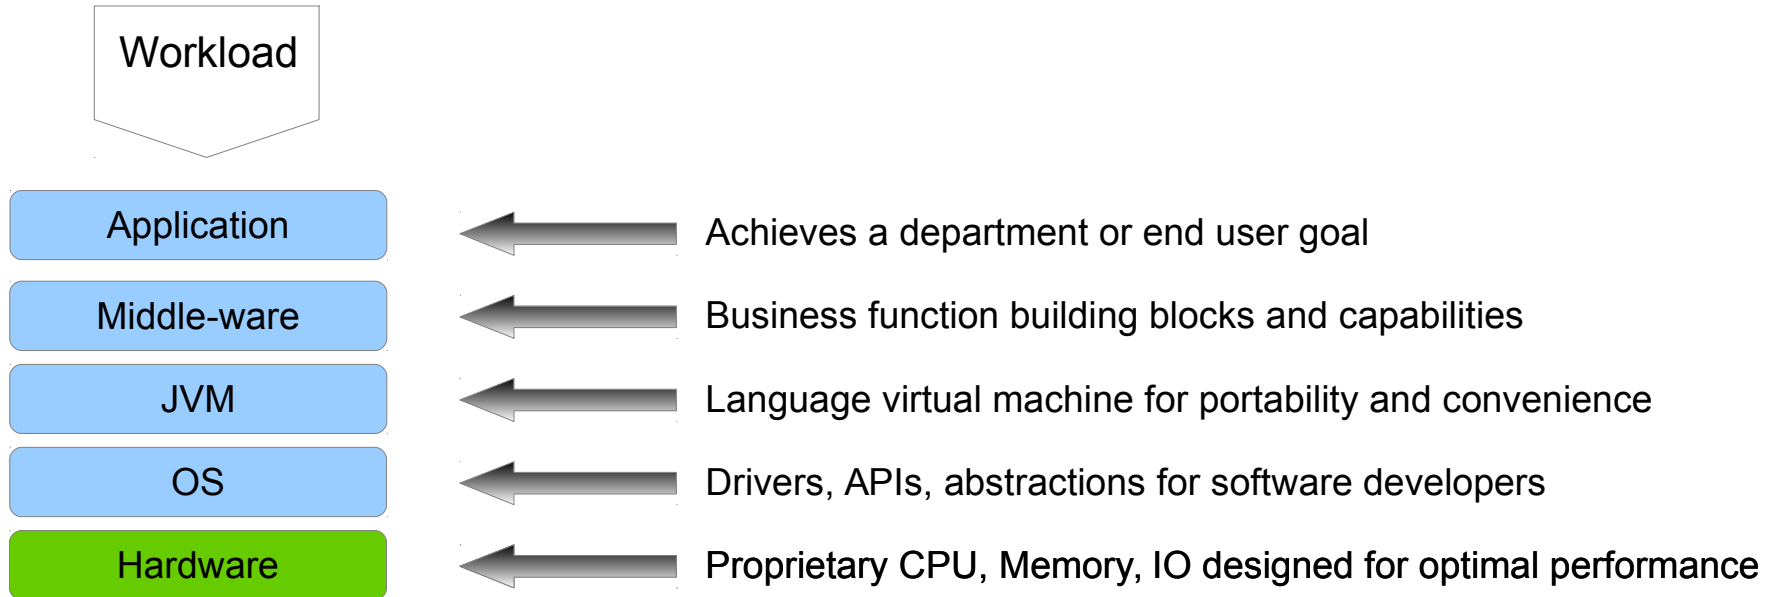 Workload
Application
Achieves a department or end user goal
Middle-ware
Business function building blocks and capabilities
JVM
Language virtual machine for portability and convenience
OS
Drivers, APIs, abstractions for software developers
Hardware
Proprietary CPU, Memory, IO designed for optimal performance